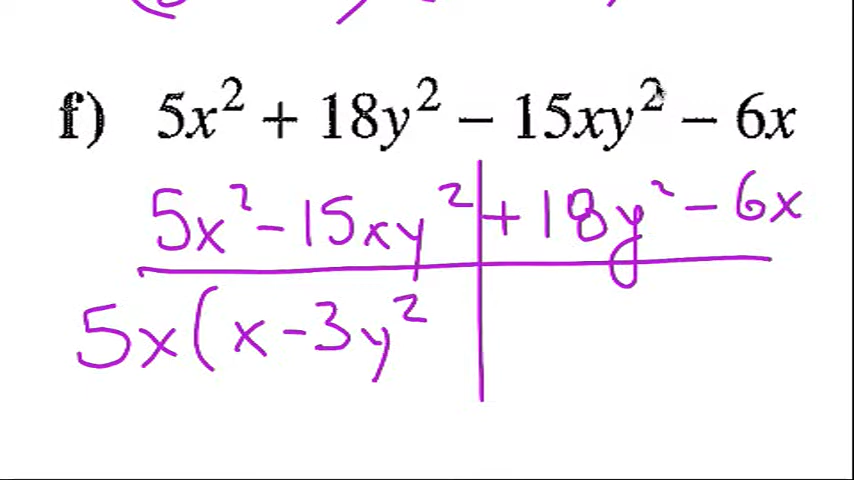 f) 5x² + 18y² − 15xy² − 6x
5x² − 15xy² + 18y² − 6x
5x(x − 3y²